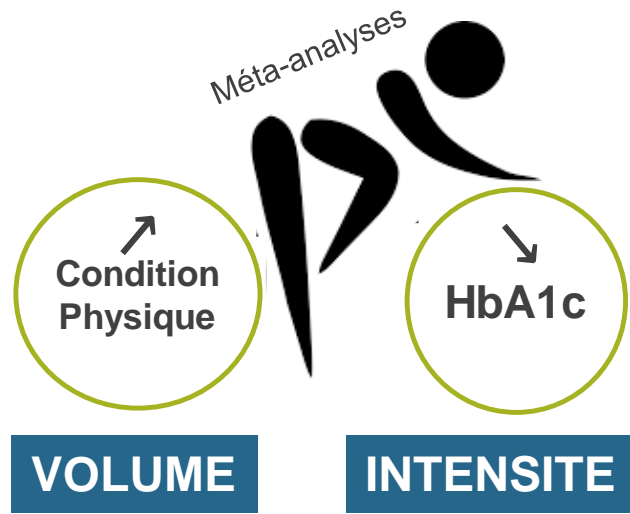 Méta-analyses
↗
Condition
Physique
↘
HbA1c
VOLUME
INTENSITE